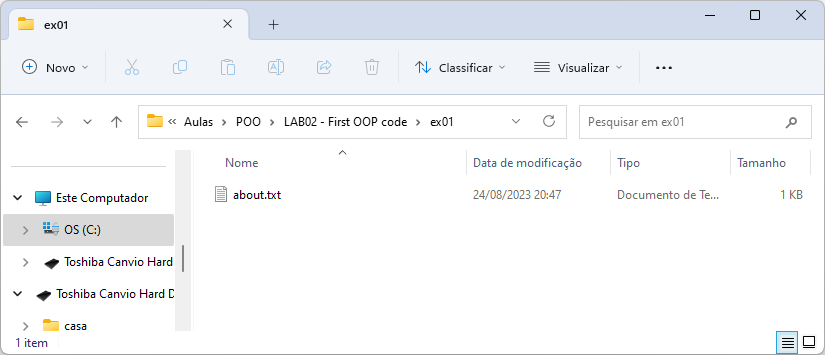 ex01
Novo
Classificar
Visualizar
« Aulas > POO > LAB02 - First OOP code > ex01
Pesquisar em ex01
Nome Data de modificação Tipo Tamanho
about.txt 24/08/2023 20:47 Documento de Te... 1 KB
Este Computador
OS (C:)
Toshiba Canvio Hard
Toshiba Canvio Hard D
casa
1 item